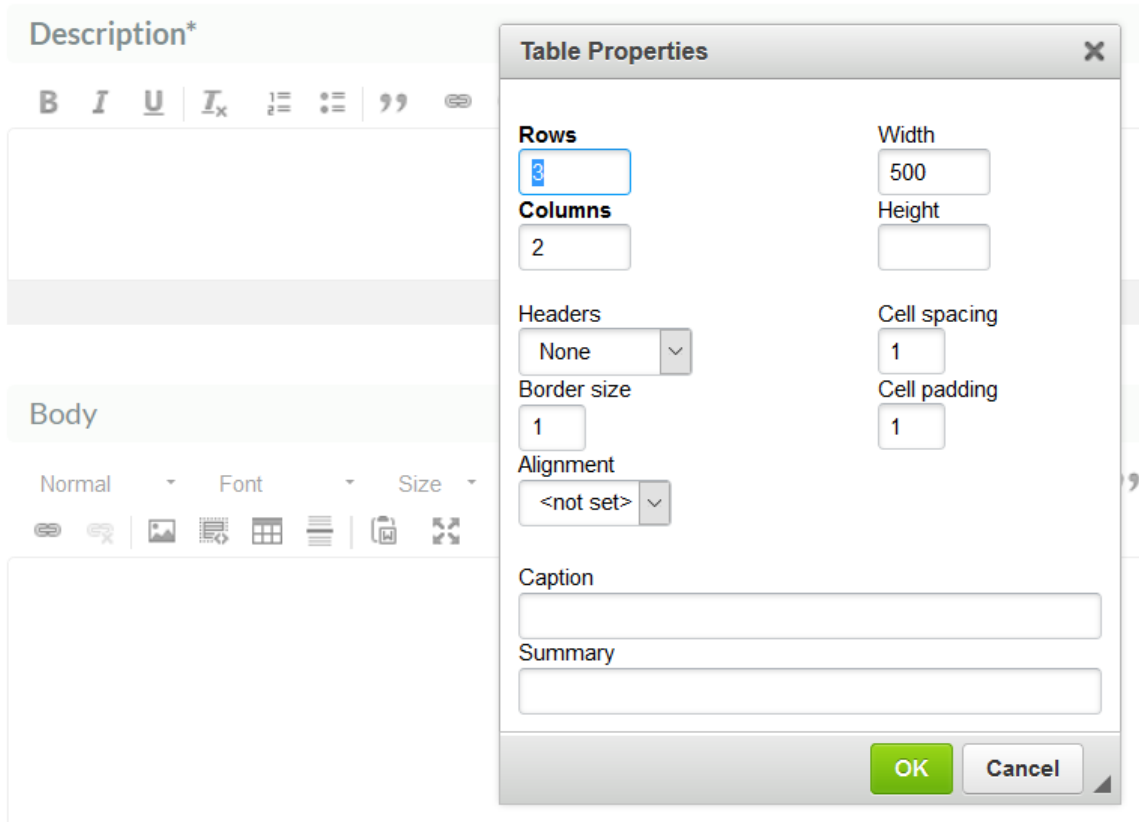 Description*
Table Properties
B I U Tx
Rows
Width
3
500
Columns
Height
2
Headers
Cell spacing
None
1
Border size
Cell padding
1
1
Alignment
<not set>
Body
Normal Font Size
Caption
Summary
OK Cancel